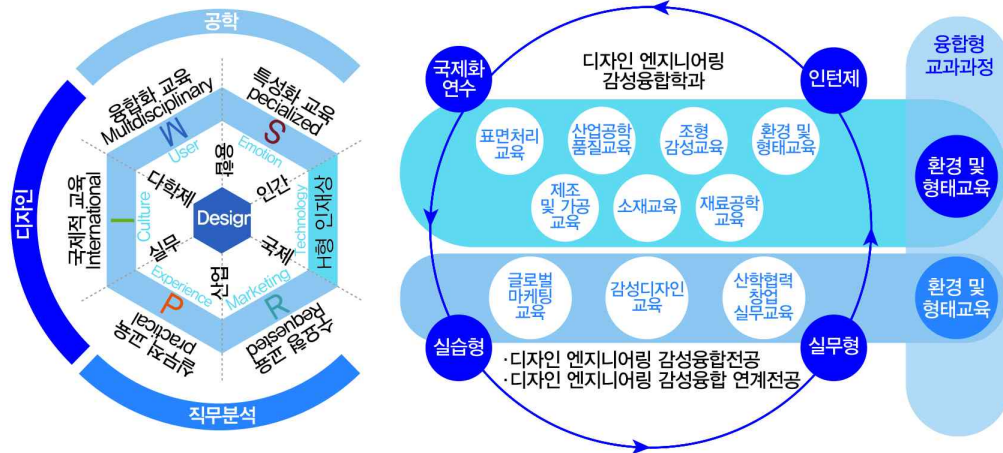 공학
디자인
직무분석
융합화 교육
Multdisciplinary
특성화 교육
pecialized
국제적 교육
International
H형 인재상
실무적 교육
practical
수요형 교육
Requested
W
S
I
P
R
User
Emotion
Culture
Technology
Experience
Marketing
다학제
인간
실무
국제
산업
Design
디자인 엔지니어링
감성융합학과
국제화
연수
인턴제
실습형
실무형
표면처리
교육
산업공학
품질교육
조형
감성교육
환경 및
형태교육
제조
및 가공
교육
소재교육
재료공학
교육
글로벌
마케팅
교육
감성디자인
교육
산학협력
창업
실무교육
·디자인 엔지니어링 감성융합전공
·디자인 엔지니어링 감성융합 연계전공
융합형
교과과정
환경 및
형태교육
환경 및
형태교육